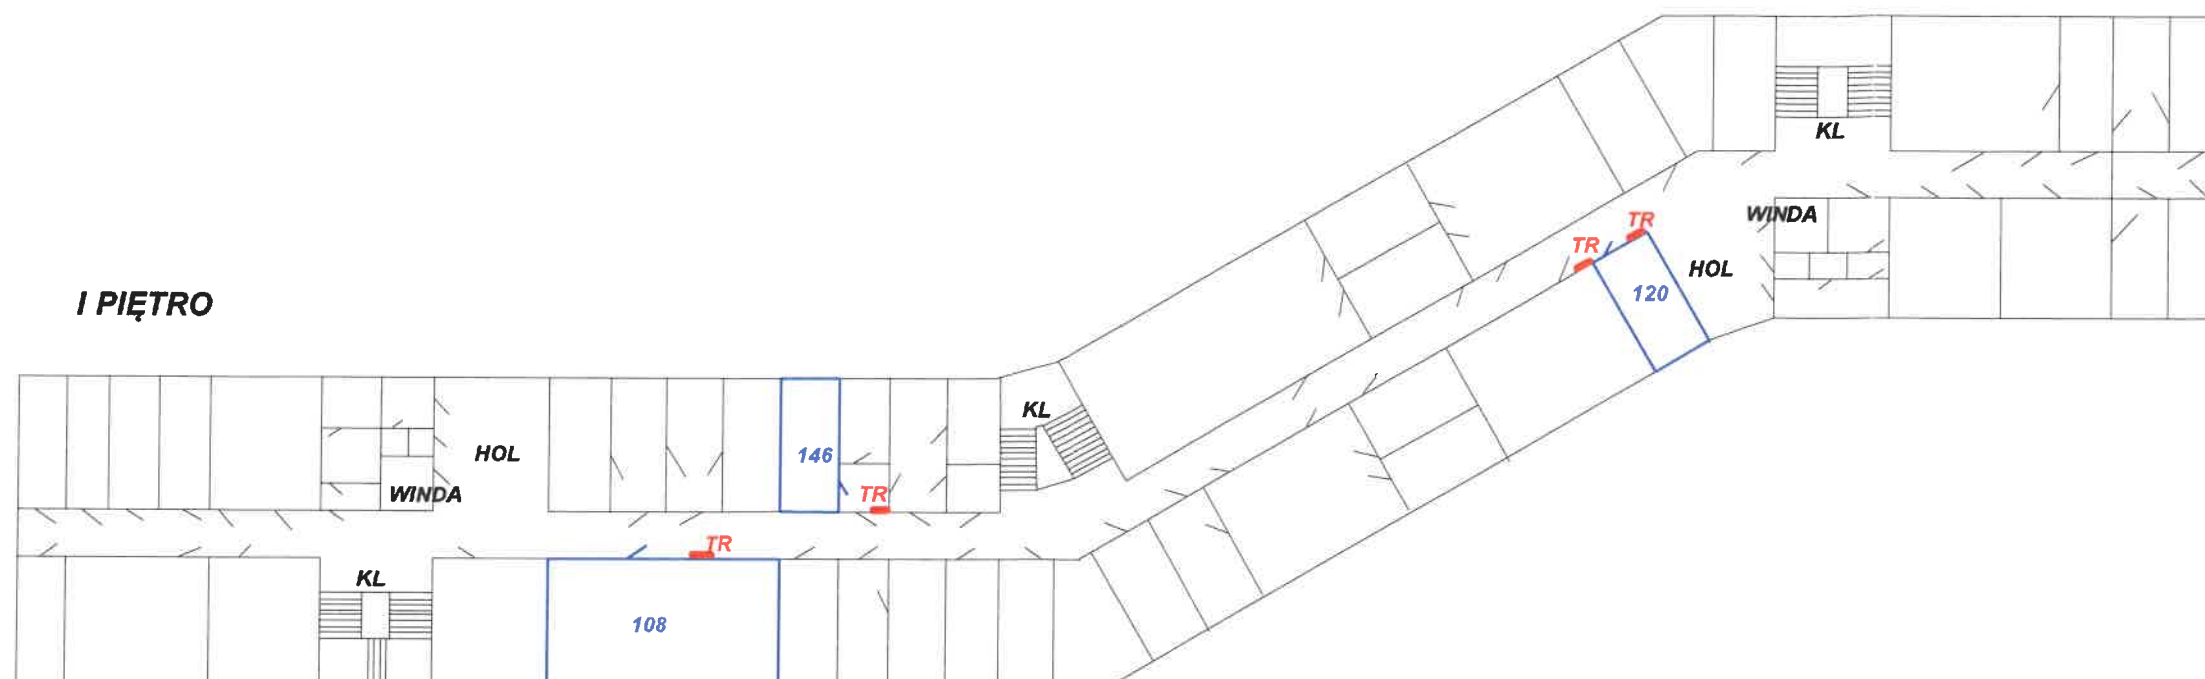 KL
TR
WINDA
TR
HOL
120
I PIĘTRO
KL
HOL
146
WINDA
TR
TR
KL
108